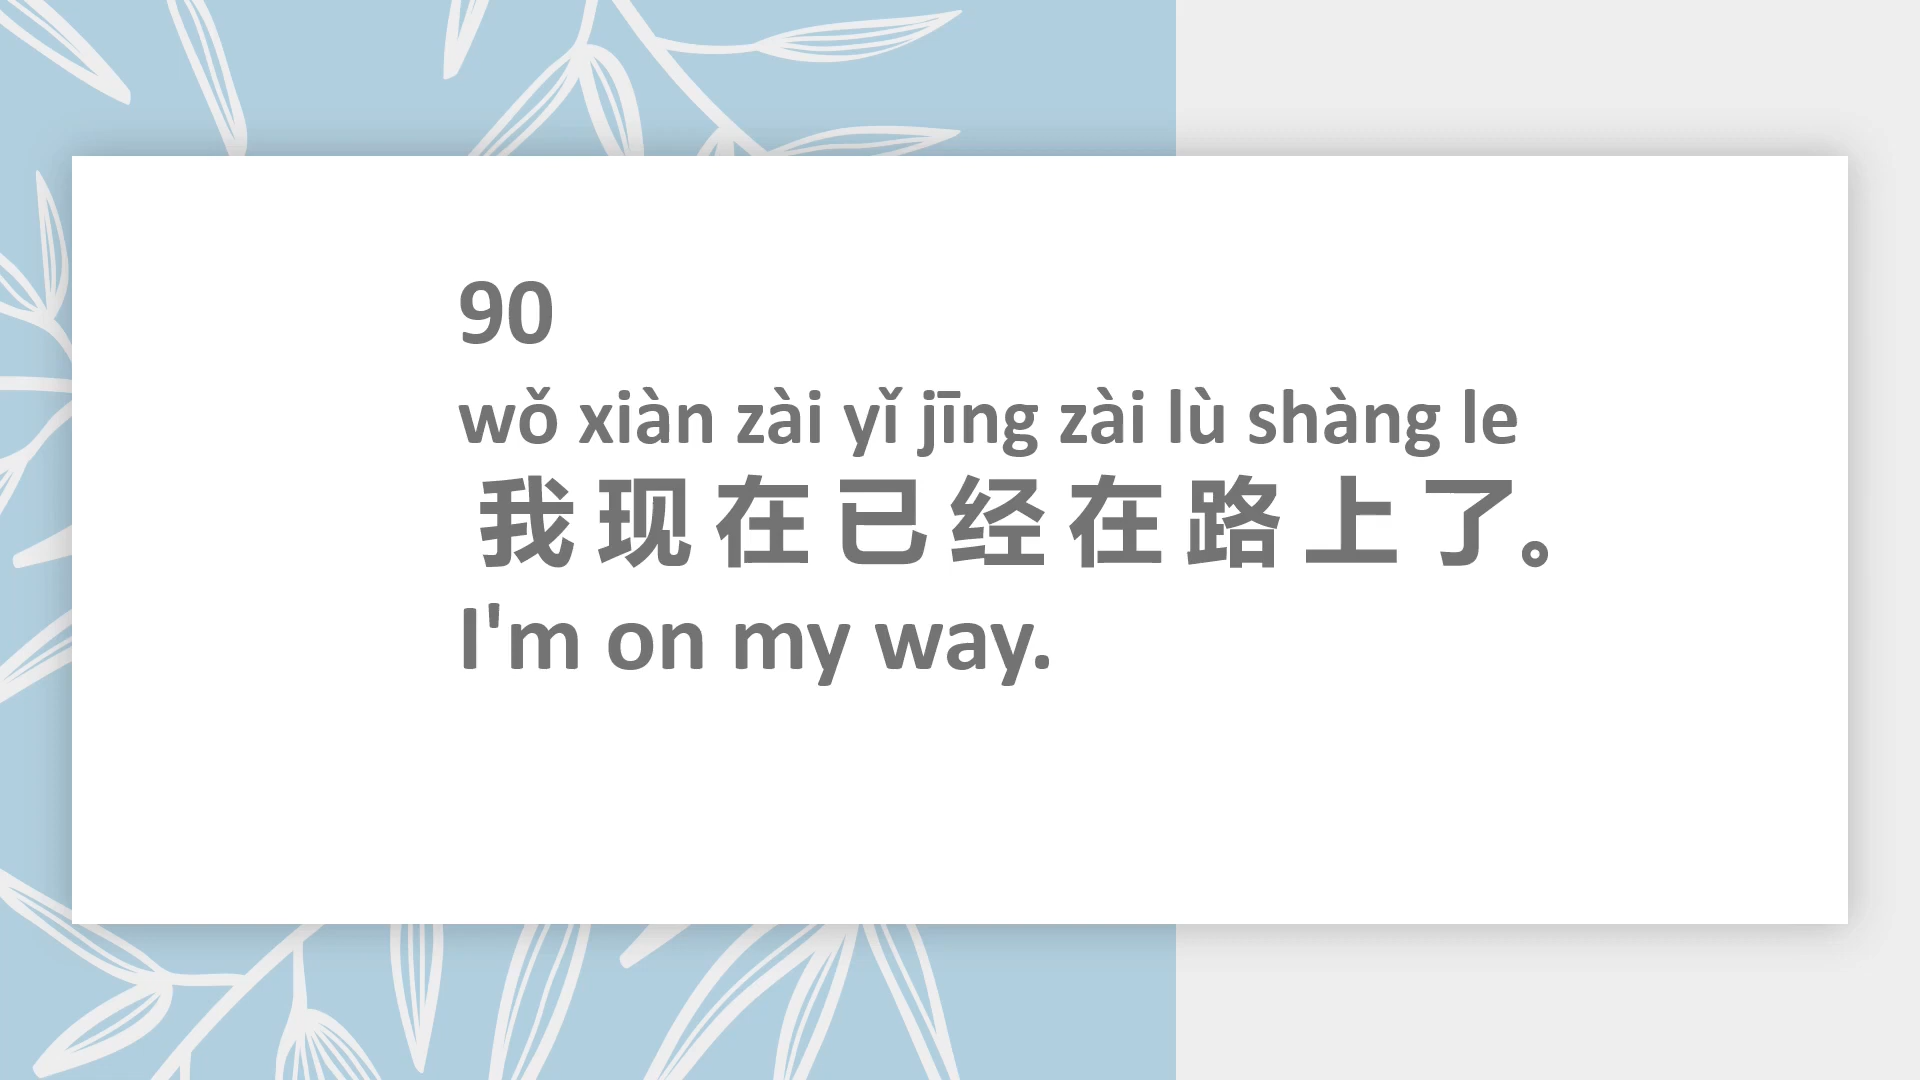 90
wǒ xiàn zài yǐ jīng zài lù shàng le
我 现 在 已 经 在 路 上 了。
I'm on my way.